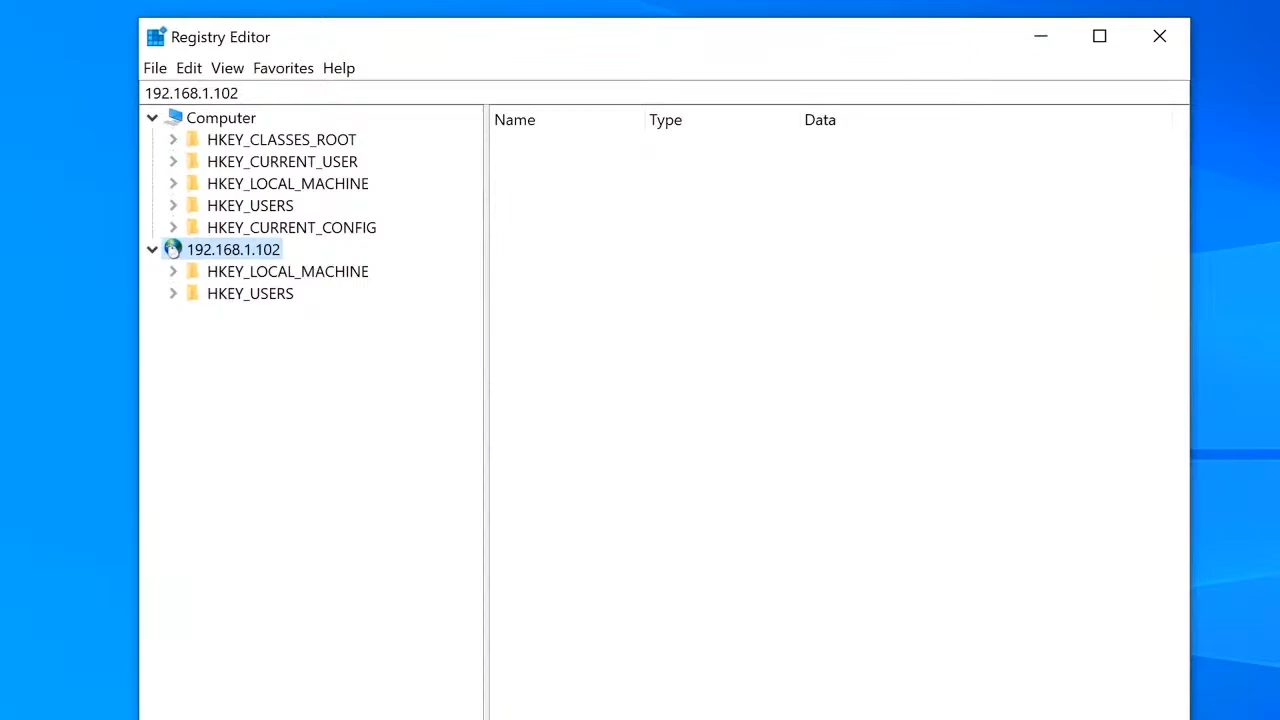 Registry Editor
File Edit View Favorites Help
192.168.1.102
Computer
HKEY_CLASSES_ROOT
HKEY_CURRENT_USER
HKEY_LOCAL_MACHINE
HKEY_USERS
HKEY_CURRENT_CONFIG
192.168.1.102
HKEY_LOCAL_MACHINE
HKEY_USERS
Name Type Data